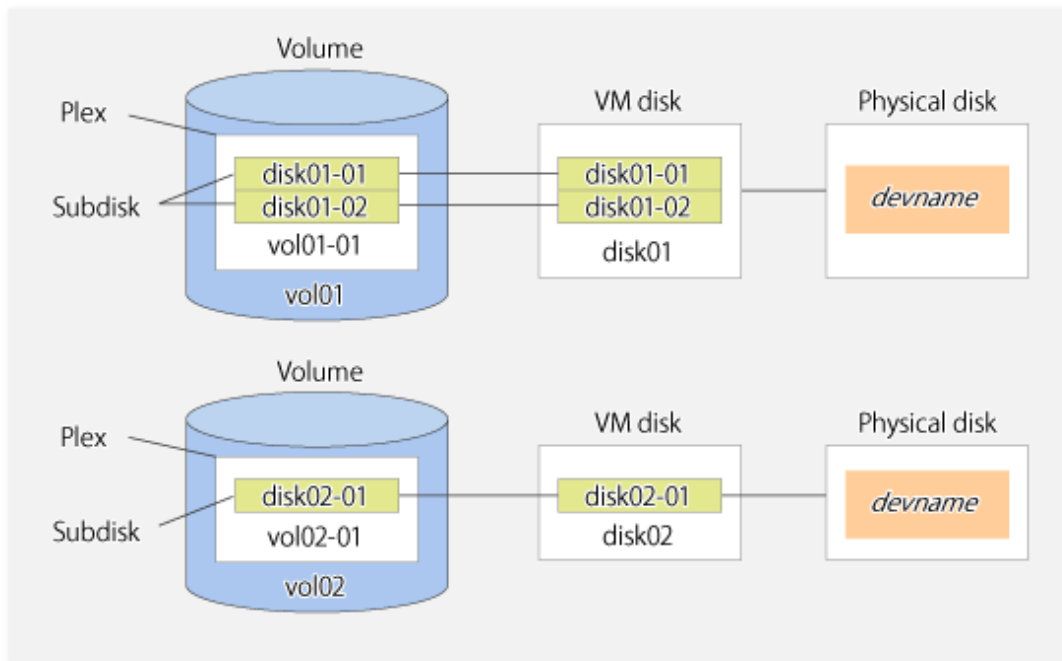 Volume
VM disk
Physical disk
Plex
disk01-01
disk01-01
devname
Subdisk
disk01-02
disk01-02
vol01-01
disk01
vol01
Volume
VM disk
Physical disk
Plex
disk02-01
disk02-01
devname
Subdisk
vol02-01
disk02
vol02